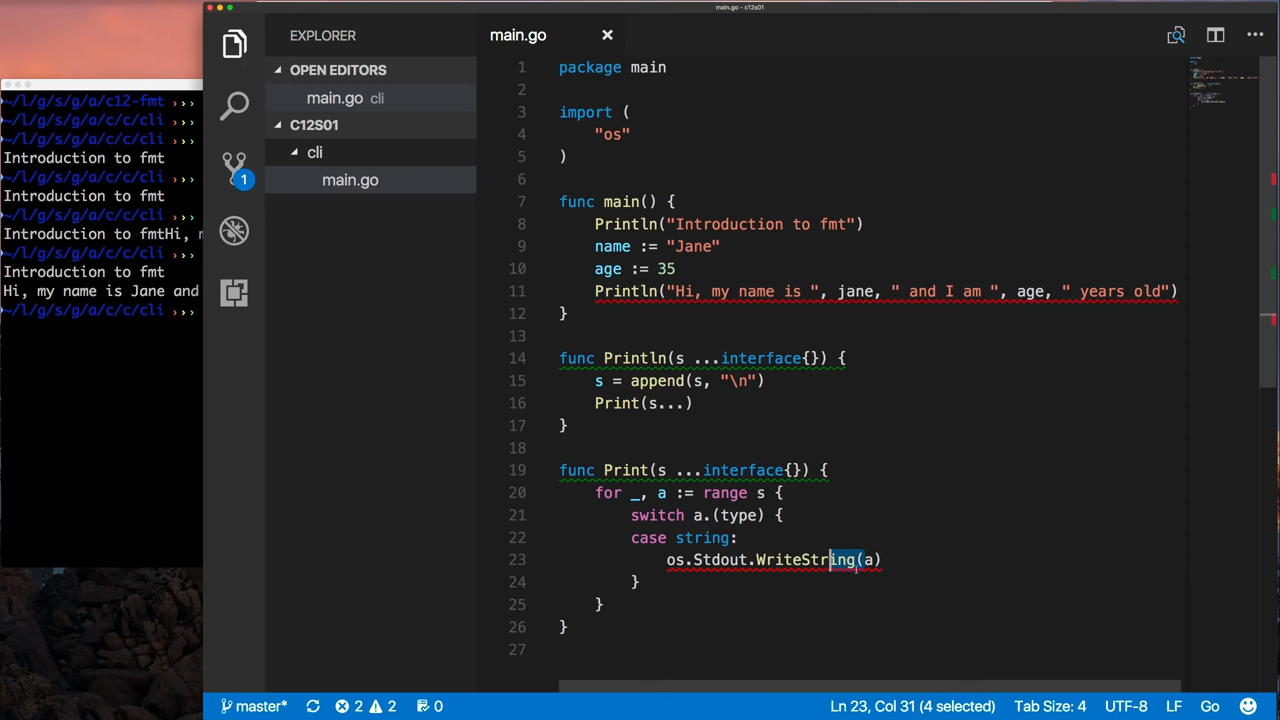 main.go - c12s01
~/l/g/s/g/a/c12-fmt ›››
~/l/g/s/g/a/c/c/cli ›››
~/l/g/s/g/a/c/c/cli ›››
Introduction to fmt
~/l/g/s/g/a/c/c/cli ›››
Introduction to fmt
~/l/g/s/g/a/c/c/cli ›››
Introduction to fmtHi,
~/l/g/s/g/a/c/c/cli ›››
Introduction to fmt
Hi, my name is Jane and
~/l/g/s/g/a/c/c/cli ›››
EXPLORER
OPEN EDITORS
main.go cli
C12S01
cli
main.go
1
main.go
1 package main
2
3 import (
4 "os"
5 )
6
7 func main() {
8 Println("Introduction to fmt")
9 name := "Jane"
10 age := 35
11 Println("Hi, my name is ", jane, " and I am ", age, " years old")
12 }
13
14 func Println(s ...interface{}) {
15 s = append(s, "\n")
16 Print(s...)
17 }
18
19 func Print(s ...interface{}) {
20 for _, a := range s {
21 switch a.(type) {
22 case string:
23 os.Stdout.WriteString(a)
24 }
25 }
26 }
27
master* 2 2 0 Ln 23, Col 31 (4 selected) Tab Size: 4 UTF-8 LF Go